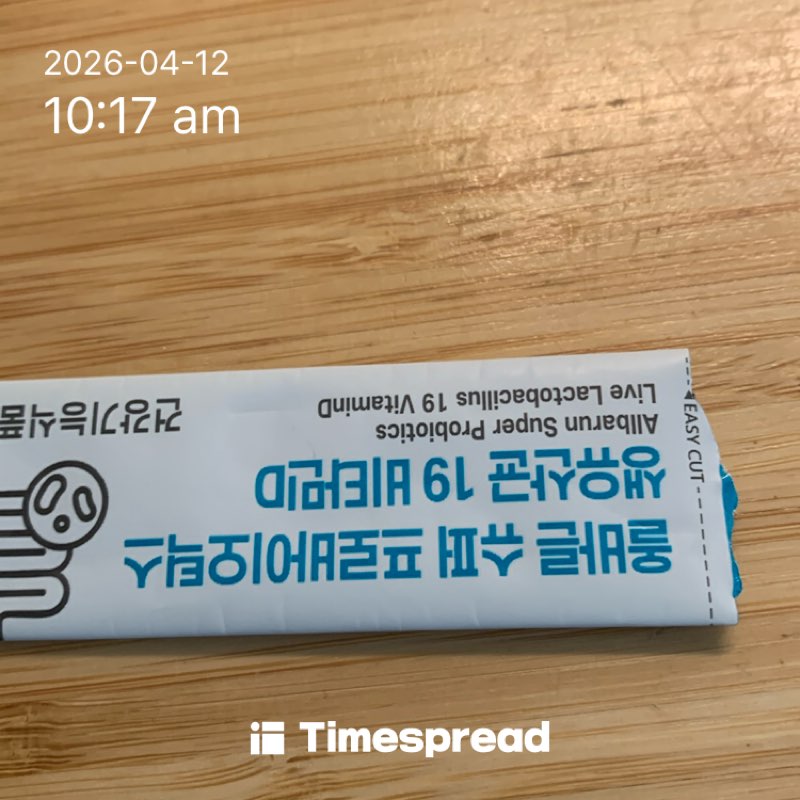 2026-04-12
10:17 am
올바른 슈퍼 프로바이오틱스
생유산균 19 비타민D
Allbarun Super Probiotics
Live Lactobacillus 19 VitaminD
건강기능식품
EASY CUT
Timespread